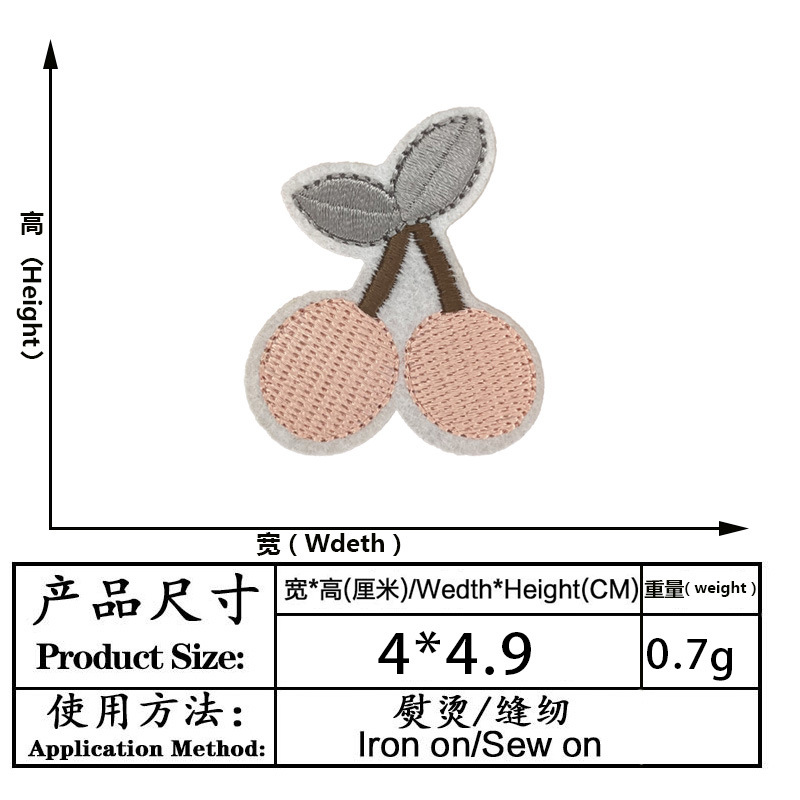 高（Height）
宽（Wdeth）
产品尺寸
Product Size:
宽*高(厘米)/Wedth*Height(CM)
重量( weight )
4*4.9
0.7g
使用方法：
Application Method:
熨烫/缝纫
Iron on/Sew on